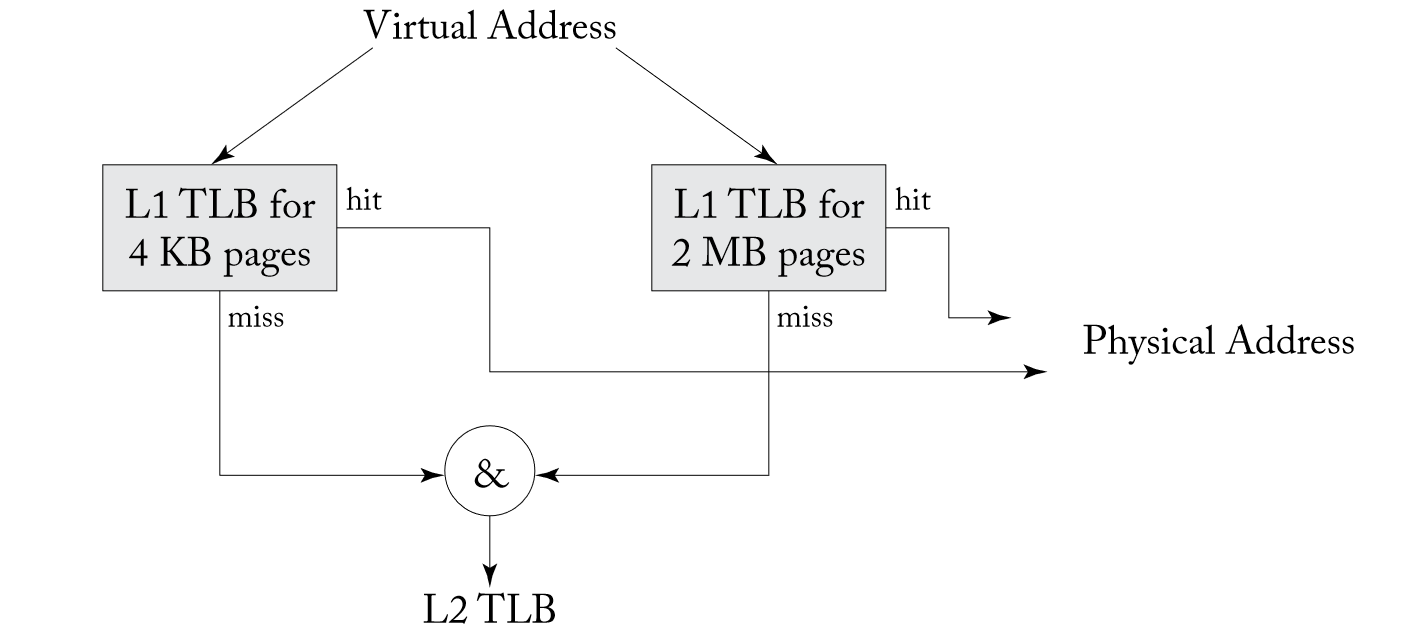 Virtual Address
L1 TLB for
4 KB pages
hit
miss
L1 TLB for
2 MB pages
hit
miss
Physical Address
&
L2 TLB